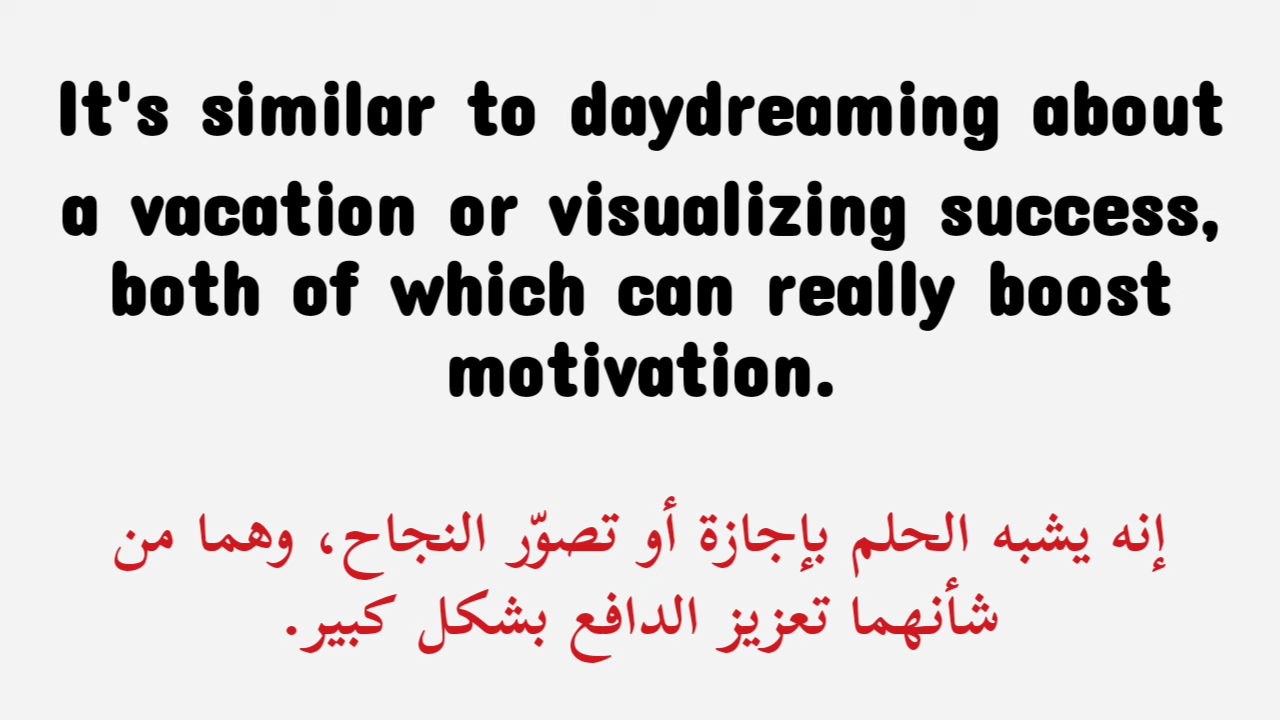 It's similar to daydreaming about
a vacation or visualizing success,
both of which can really boost
motivation.
إنه يشبه الحلم بإجازة أو تصوّر النجاح، وهما من
شأنهما تعزيز الدافع بشكل كبير.